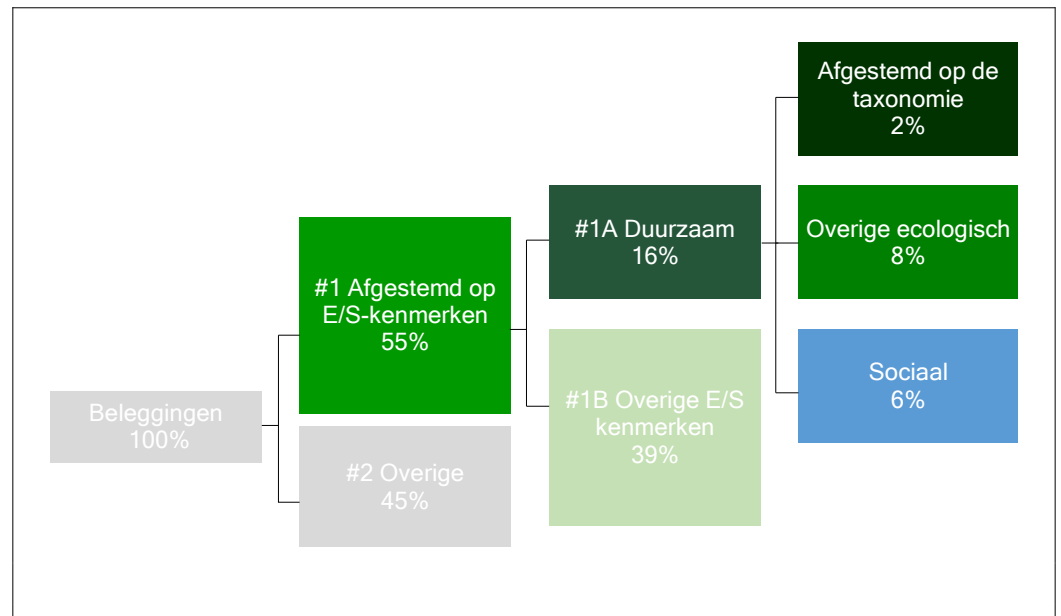 Beleggingen
100%
#1 Afgestemd op
E/S-kenmerken
55%
#2 Overige
45%
#1A Duurzaam
16%
#1B Overige E/S
kenmerken
39%
Afgestemd op de
taxonomie
2%
Overige ecologisch
8%
Sociaal
6%